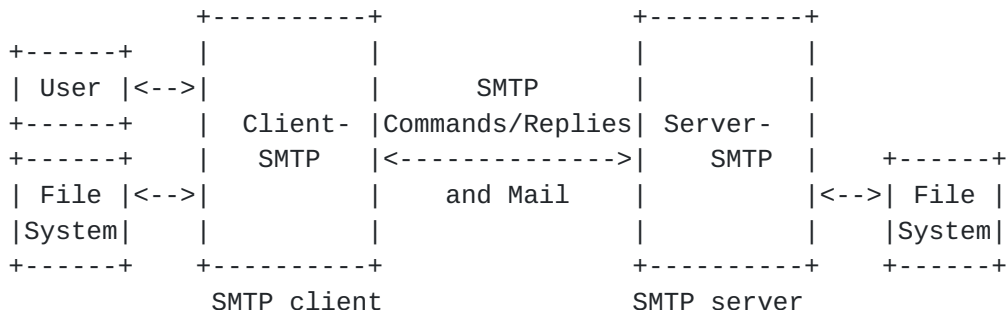 User
SMTP
Client-
Commands/Replies
Server-
SMTP
SMTP
File
and Mail
File
System
System
SMTP client
SMTP server